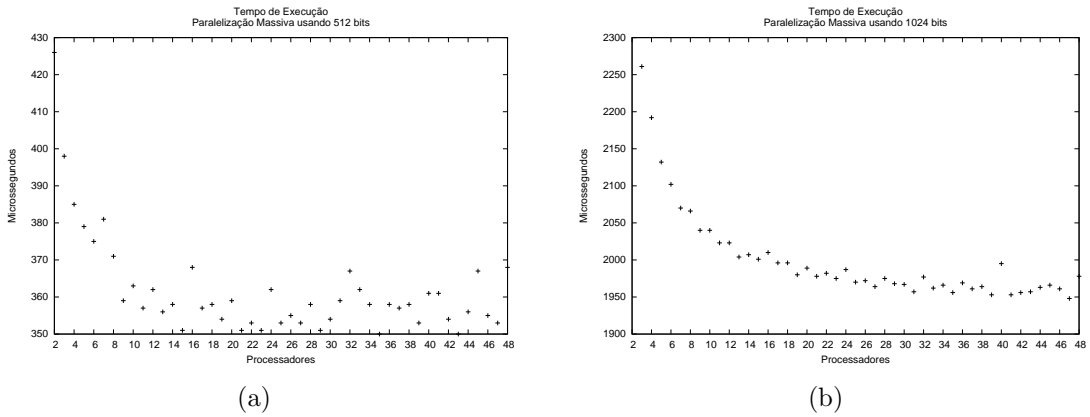 Tempo de Execução
Paralelização Massiva usando 512 bits
430
420
410
400
390
380
370
360
350
Microssegundos
2 4 6 8 10 12 14 16 18 20 22 24 26 28 30 32 34 36 38 40 42 44 46 48
Processadores
(a)
Tempo de Execução
Paralelização Massiva usando 1024 bits
2300
2250
2200
2150
2100
2050
2000
1950
1900
Microssegundos
2 4 6 8 10 12 14 16 18 20 22 24 26 28 30 32 34 36 38 40 42 44 46 48
Processadores
(b)